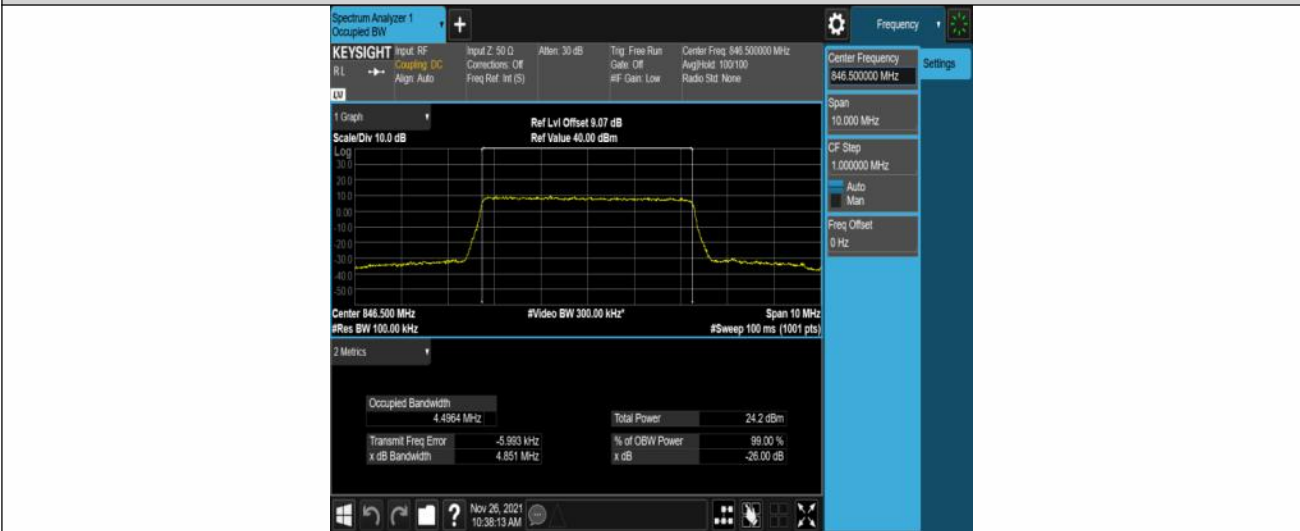 Spectrum Analyzer 1
Occupied BW
+
Frequency
KEYSIGHT Input: RF Input Z: 50 Ω Atten: 30 dB Trig: Free Run Center Freq: 846.500000 MHz
RL Coupling: DC Corrections: Off Gate: Off Avg|Hold: 100/100
Align: Auto Freq Ref: Int (S) #IF Gain: Low Radio Std: None
LV
Center Frequency
846.500000 MHz
Settings
Span
10.000 MHz
CF Step
1.000000 MHz
Auto
Man
Freq Offset
0 Hz
1 Graph
Ref Lvl Offset 9.07 dB
Scale/Div 10.0 dB Ref Value 40.00 dBm
Log
30.0
20.0
10.0
0.00
-10.0
-20.0
-30.0
-40.0
-50.0
Center 846.500 MHz #Video BW 300.00 kHz* Span 10 MHz
#Res BW 100.00 kHz #Sweep 100 ms (1001 pts)
2 Metrics
Occupied Bandwidth
4.4964 MHz Total Power 24.2 dBm
Transmit Freq Error -5.993 kHz % of OBW Power 99.00 %
x dB Bandwidth 4.851 MHz x dB -26.00 dB
? Nov 26, 2021
10:38:13 AM